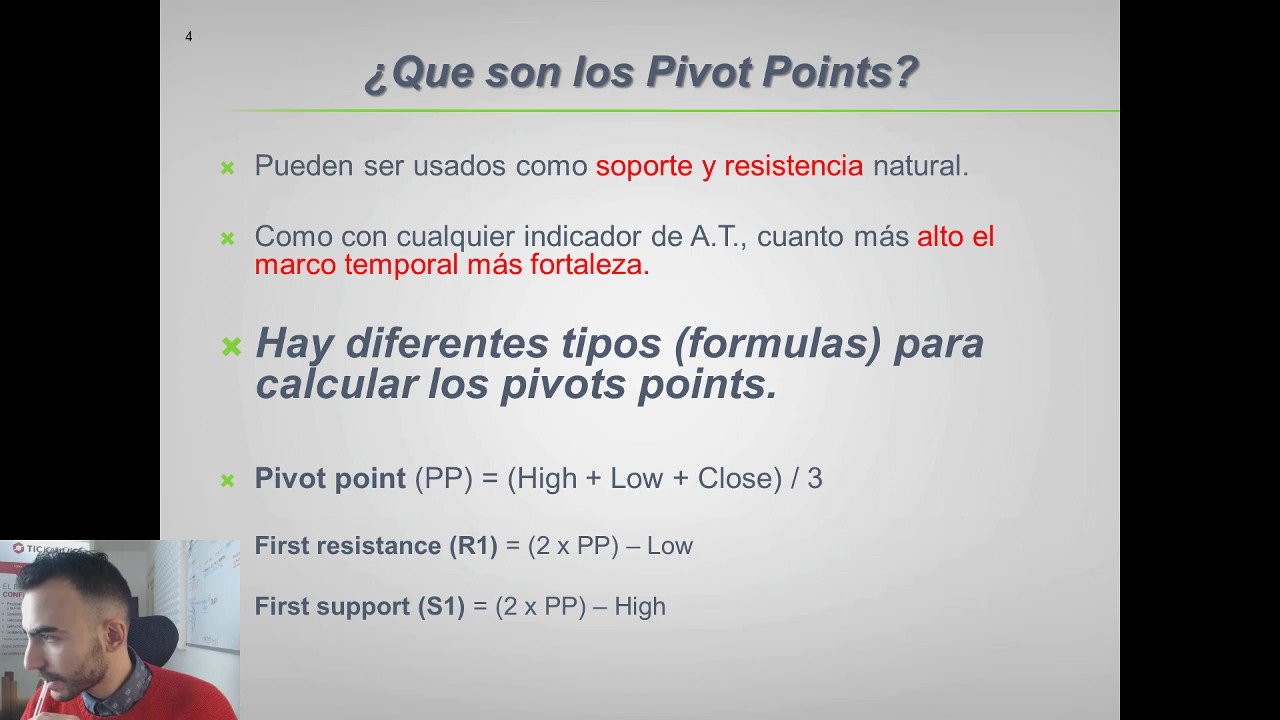 4
¿Que son los Pivot Points?
Pueden ser usados como soporte y resistencia natural.
Como con cualquier indicador de A.T., cuanto más alto el
marco temporal más fortaleza.
Hay diferentes tipos (formulas) para
calcular los pivots points.
Pivot point (PP) = (High + Low + Close) / 3
First resistance (R1) = (2 x PP) – Low
First support (S1) = (2 x PP) – High